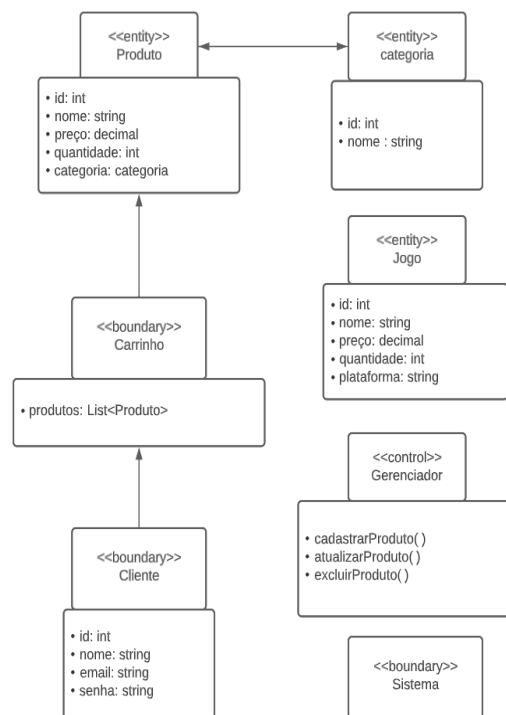 <<entity>>
Produto
• id: int
• nome: string
• preço: decimal
• quantidade: int
• categoria: categoria
<<entity>>
categoria
• id: int
• nome : string
<<entity>>
Jogo
• id: int
• nome: string
• preço: decimal
• quantidade: int
• plataforma: string
<<boundary>>
Carrinho
• produtos: List<Produto>
<<control>>
Gerenciador
• cadastrarProduto( )
• atualizarProduto( )
• excluirProduto( )
<<boundary>>
Cliente
• id: int
• nome: string
• email: string
• senha: string
<<boundary>>
Sistema